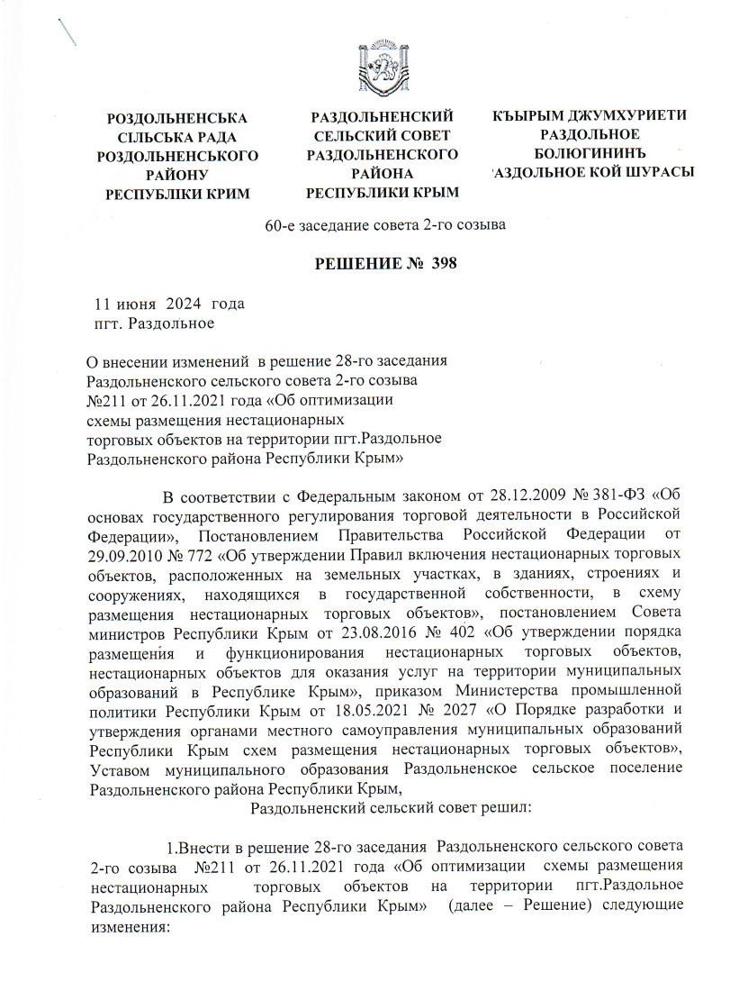 РОЗДОЛЬНЕНСЬКА
СІЛЬСЬКА РАДА
РОЗДОЛЬНЕНСЬКОГО
РАЙОНУ
РЕСПУБЛІКИ КРИМ
РАЗДОЛЬНЕНСКИЙ
СЕЛЬСКИЙ СОВЕТ
РАЗДОЛЬНЕНСКОГО
РАЙОНА
РЕСПУБЛИКИ КРЫМ
КЪЫРЫМ ДЖУМХУРИЕТИ
РАЗДОЛЬНОЕ
БОЛЮГИНИНЪ
АЗДОЛЬНОЕ КОЙ ШУРАСЫ
60-е заседание совета 2-го созыва
РЕШЕНИЕ № 398
11 июня 2024 года
пгт. Раздольное
О внесении изменений в решение 28-го заседания
Раздольненского сельского совета 2-го созыва
№211 от 26.11.2021 года «Об оптимизации
схемы размещения нестационарных
торговых объектов на территории пгт.Раздольное
Раздольненского района Республики Крым»
В соответствии с Федеральным законом от 28.12.2009 № 381-ФЗ «Об
основах государственного регулирования торговой деятельности в Российской
Федерации», Постановлением Правительства Российской Федерации от
29.09.2010 № 772 «Об утверждении Правил включения нестационарных торговых
объектов, расположенных на земельных участках, в зданиях, строениях и
сооружениях, находящихся в государственной собственности, в схему
размещения нестационарных торговых объектов», постановлением Совета
министров Республики Крым от 23.08.2016 № 402 «Об утверждении порядка
размещения и функционирования нестационарных торговых объектов,
нестационарных объектов для оказания услуг на территории муниципальных
образований в Республике Крым», приказом Министерства промышленной
политики Республики Крым от 18.05.2021 № 2027 «О Порядке разработки и
утверждения органами местного самоуправления муниципальных образований
Республики Крым схем размещения нестационарных торговых объектов»,
Уставом муниципального образования Раздольненское сельское поселение
Раздольненского района Республики Крым,
Раздольненский сельский совет решил:
1.Внести в решение 28-го заседания Раздольненского сельского совета
2-го созыва №211 от 26.11.2021 года «Об оптимизации схемы размещения
нестационарных торговых объектов на территории пгт.Раздольное
Раздольненского района Республики Крым» (далее – Решение) следующие
изменения: